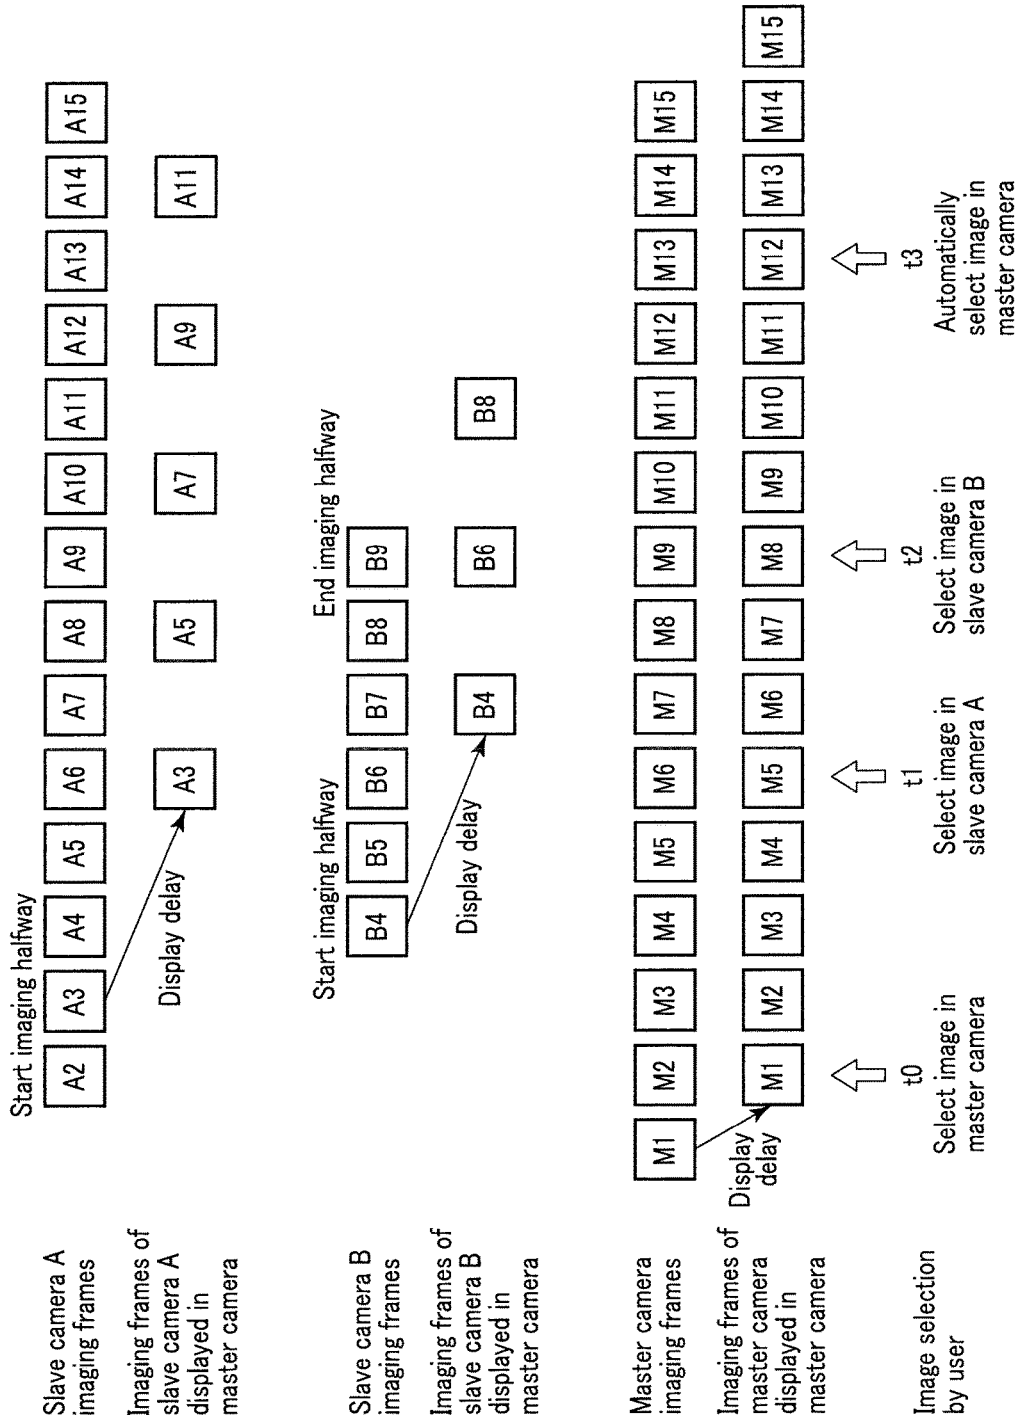 Slave camera A
imaging frames
Start imaging halfway
A2 A3 A4 A5 A6 A7 A8 A9 A10 A11 A12 A13 A14 A15
Imaging frames of
slave camera A
displayed in
master camera
Display delay
A3 A5 A7 A9 A11
Slave camera B
imaging frames
Start imaging halfway
End imaging halfway
B4 B5 B6 B7 B8 B9
Imaging frames of
slave camera B
displayed in
master camera
Display delay
B4 B6 B8
Master camera
imaging frames
M1 M2 M3 M4 M5 M6 M7 M8 M9 M10 M11 M12 M13 M14 M15
Imaging frames of
master camera
displayed in
master camera
Display
delay
M1 M2 M3 M4 M5 M6 M7 M8 M9 M10 M11 M12 M13 M14 M15
Image selection
by user
t0
Select image in
master camera
t1
Select image in
slave camera A
t2
Select image in
slave camera B
t3
Automatically
select image in
master camera